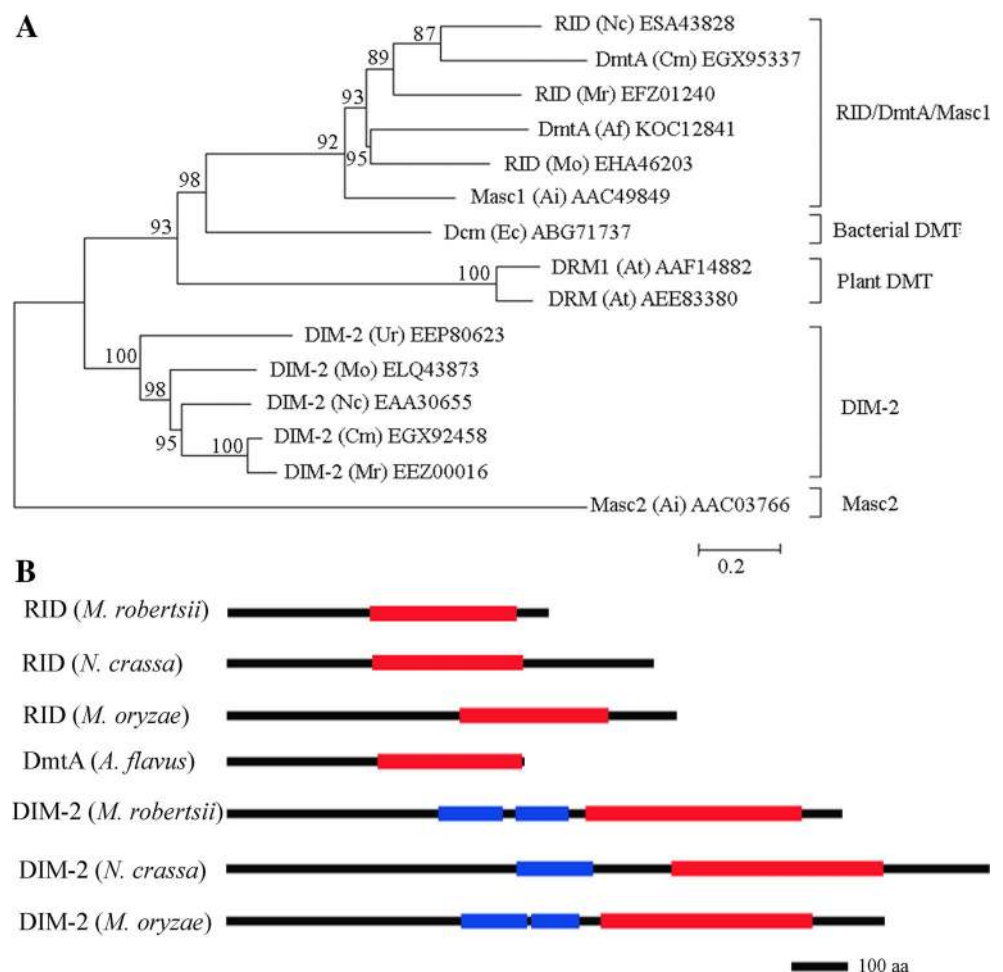 A
RID (Nc) ESA43828
DmtA (Cm) EGX95337
RID (Mr) EFZ01240
DmtA (Af) KOC12841
RID (Mo) EHA46203
Masc1 (Ai) AAC49849
Dcm (Ec) ABG71737
DRM1 (At) AAF14882
DRM (At) AEE83380
DIM-2 (Ur) EEP80623
DIM-2 (Mo) ELQ43873
DIM-2 (Nc) EAA30655
DIM-2 (Cm) EGX92458
DIM-2 (Mr) EEZ00016
Masc2 (Ai) AAC03766
87
89
93
95
92
98
93
100
100
98
95
100
RID/DmtA/Masc1
Bacterial DMT
Plant DMT
DIM-2
Masc2
0.2
B
RID (M. robertsii)
RID (N. crassa)
RID (M. oryzae)
DmtA (A. flavus)
DIM-2 (M. robertsii)
DIM-2 (N. crassa)
DIM-2 (M. oryzae)
100 aa